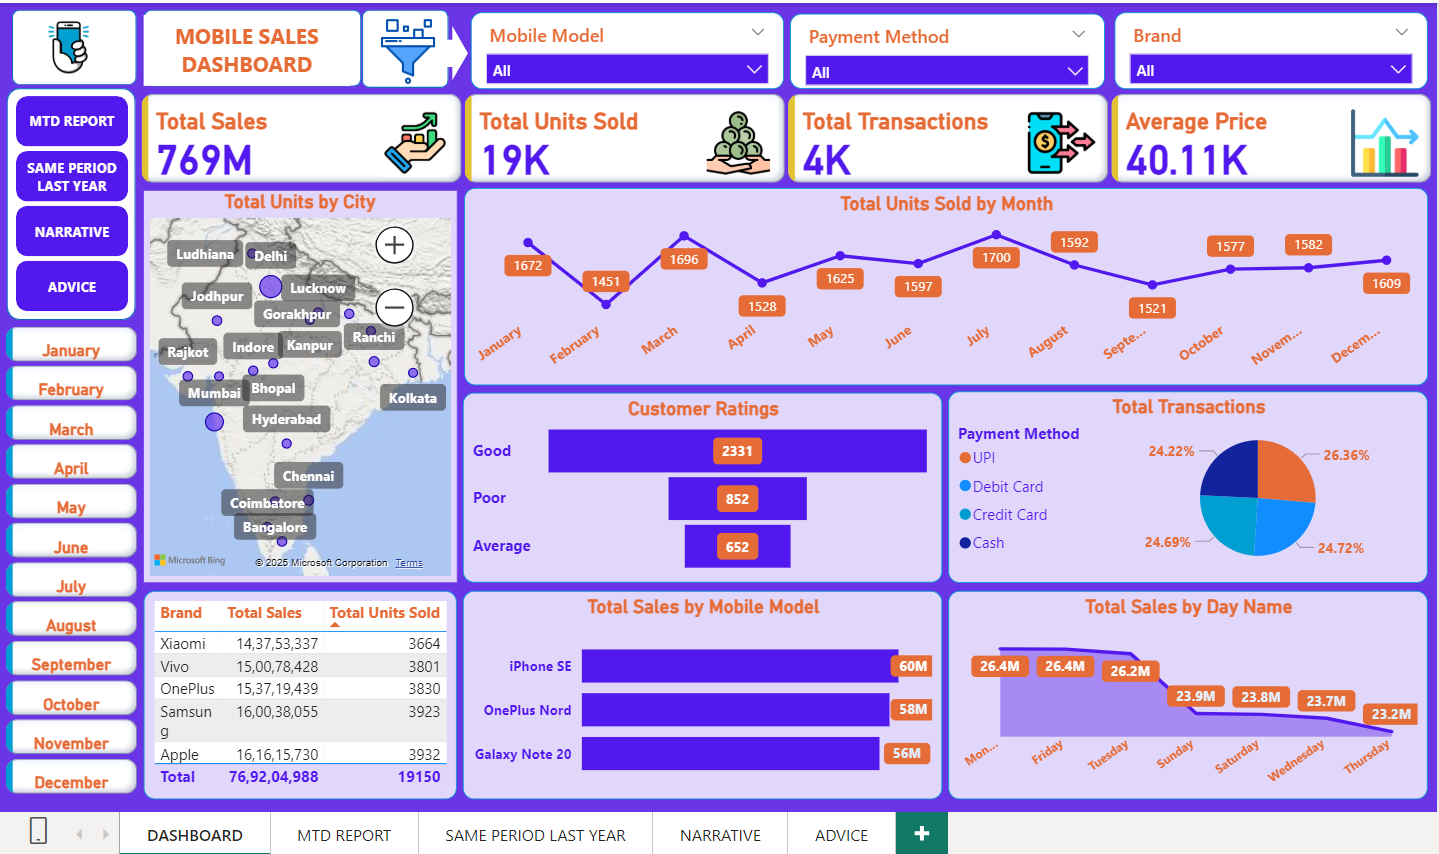 MOBILE SALES
DASHBOARD
Mobile Model
All
Payment Method
All
Brand
All
MTD REPORT
SAME PERIOD
LAST YEAR
NARRATIVE
ADVICE
Total Sales
769M
Total Units Sold
19K
Total Transactions
4K
Average Price
40.11K
January
February
March
April
May
June
July
August
September
October
November
December
Total Units by City
Ludhiana
Delhi
Lucknow
Jodhpur
Gorakhpur
Ranchi
Rajkot
Indore
Kanpur
Mumbai
Bhopal
Kolkata
Hyderabad
Chennai
Coimbatore
Bangalore
Microsoft Bing
© 2025 Microsoft Corporation Terms
Total Units Sold by Month
1672
1451
1696
1528
1625
1597
1700
1592
1521
1577
1582
1609
January
February
March
April
May
June
July
August
Septe...
October
Novem...
Decem...
Customer Ratings
Good
2331
Poor
852
Average
652
Total Transactions
Payment Method
UPI
Debit Card
Credit Card
Cash
24.22%
26.36%
24.69%
24.72%
Brand Total Sales Total Units Sold
Xiaomi 14,37,53,337 3664
Vivo 15,00,78,428 3801
OnePlus 15,37,19,439 3830
Samsun 16,00,38,055 3923
g
Apple 16,16,15,730 3932
Total 76,92,04,988 19150
Total Sales by Mobile Model
iPhone SE
60M
OnePlus Nord
58M
Galaxy Note 20
56M
Total Sales by Day Name
26.4M
26.4M
26.2M
23.9M
23.8M
23.7M
23.2M
Mon...
Friday
Tuesday
Sunday
Saturday
Wednesday
Thursday
DASHBOARD
MTD REPORT
SAME PERIOD LAST YEAR
NARRATIVE
ADVICE